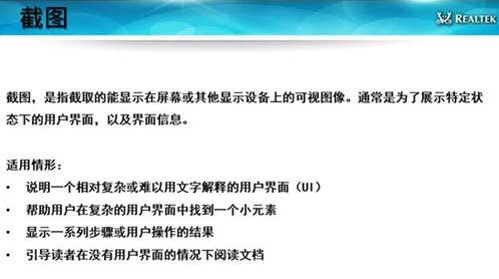 截图
REALTEK
截图，是指截取的能显示在屏幕或其他显示设备上的可视图像。通常是为了展示特定状
态下的用户界面，以及界面信息。
适用情形：
• 说明一个相对复杂或难以用文字解释的用户界面（UI）
• 帮助用户在复杂的用户界面中找到一个小元素
• 显示一系列步骤或用户操作的结果
• 引导读者在没有用户界面的情况下阅读文档